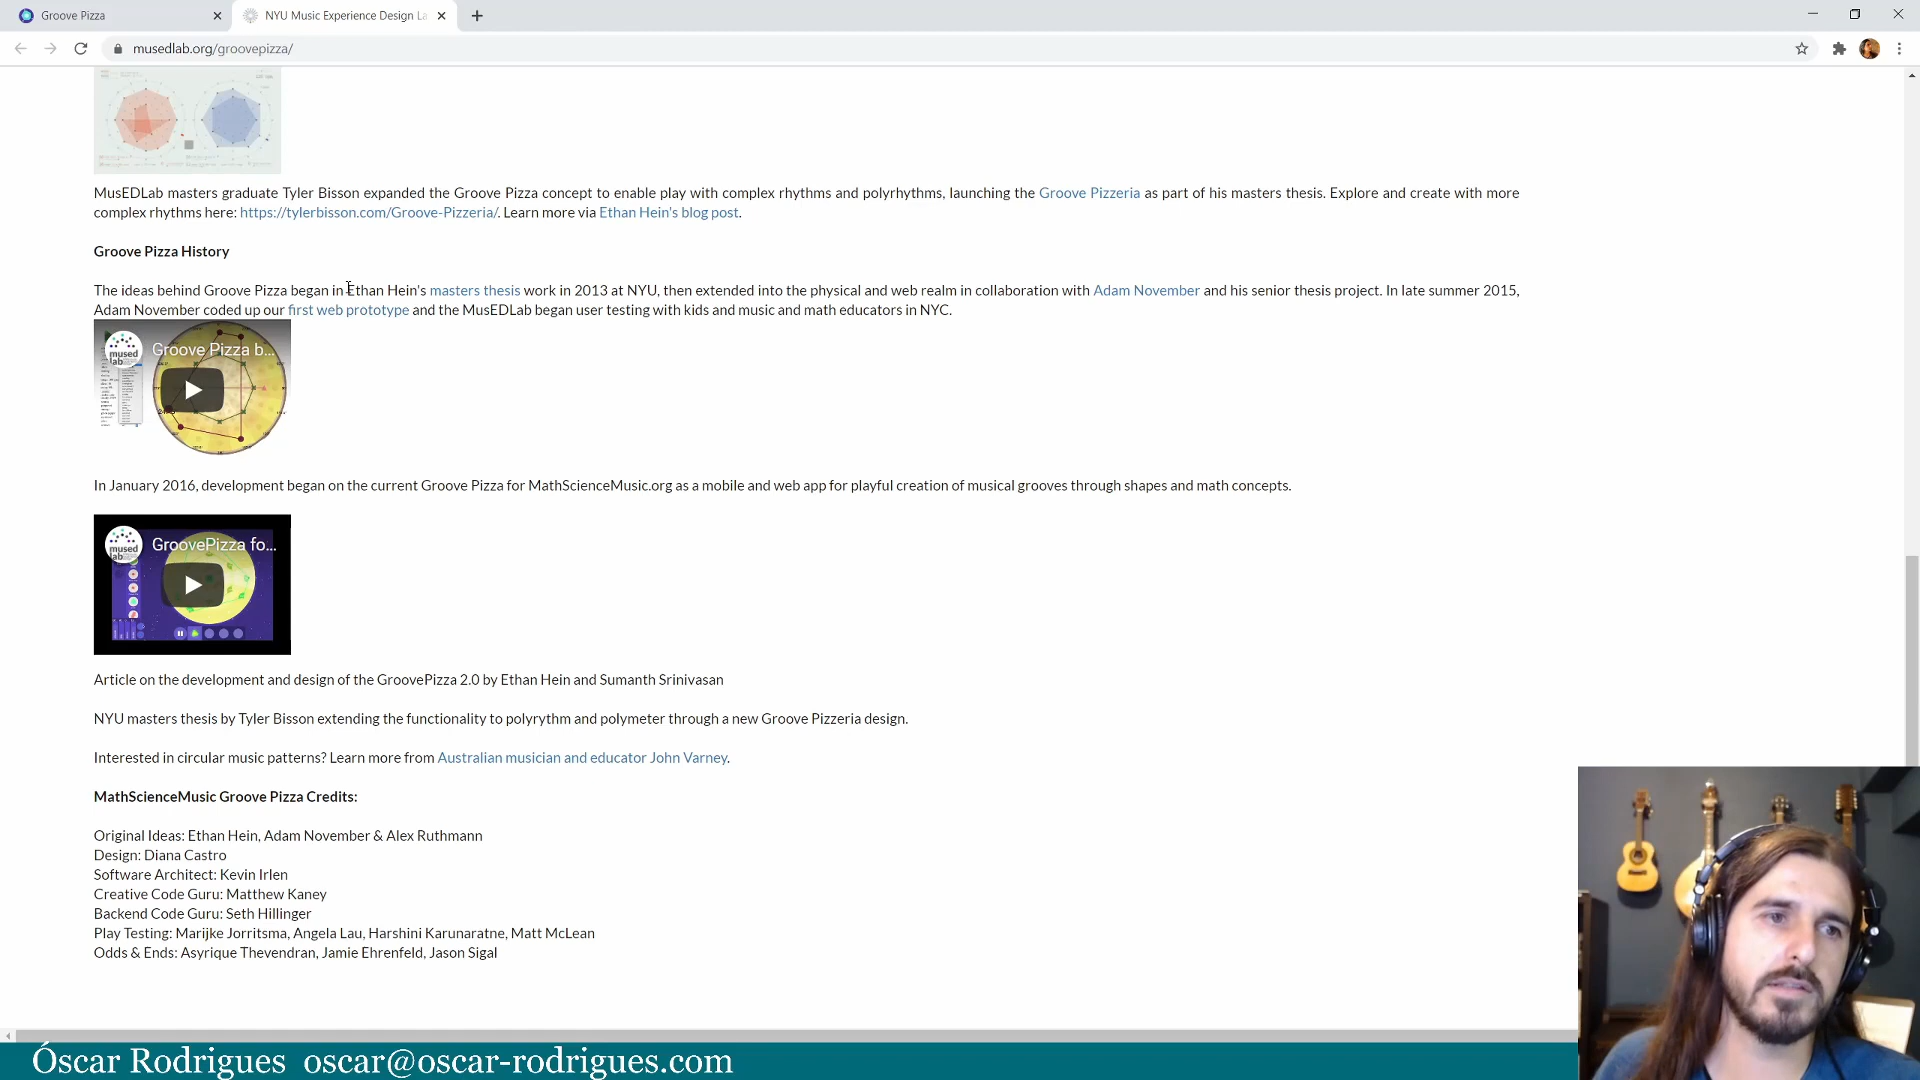 Groove Pizza
NYU Music Experience Design La
musedlab.org/groovepizza/
MusEDLab masters graduate Tyler Bisson expanded the Groove Pizza concept to enable play with complex rhythms and polyrhythms, launching the Groove Pizzeria as part of his masters thesis. Explore and create with more
complex rhythms here: https://tylerbisson.com/Groove-Pizzeria/. Learn more via Ethan Hein's blog post.
Groove Pizza History
The ideas behind Groove Pizza began in Ethan Hein's masters thesis work in 2013 at NYU, then extended into the physical and web realm in collaboration with Adam November and his senior thesis project. In late summer 2015,
Adam November coded up our first web prototype and the MusEDLab began user testing with kids and music and math educators in NYC.
mused lab
Groove Pizza b...
In January 2016, development began on the current Groove Pizza for MathScienceMusic.org as a mobile and web app for playful creation of musical grooves through shapes and math concepts.
mused lab
GroovePizza fo...
Article on the development and design of the GroovePizza 2.0 by Ethan Hein and Sumanth Srinivasan
NYU masters thesis by Tyler Bisson extending the functionality to polyrythm and polymeter through a new Groove Pizzeria design.
Interested in circular music patterns? Learn more from Australian musician and educator John Varney.
MathScienceMusic Groove Pizza Credits:
Original Ideas: Ethan Hein, Adam November & Alex Ruthmann
Design: Diana Castro
Software Architect: Kevin Irlen
Creative Code Guru: Matthew Kaney
Backend Code Guru: Seth Hillinger
Play Testing: Marijke Jorritsma, Angela Lau, Harshini Karunaratne, Matt McLean
Odds & Ends: Asyrique Thevendran, Jamie Ehrenfeld, Jason Sigal
Óscar Rodrigues oscar@oscar-rodrigues.com